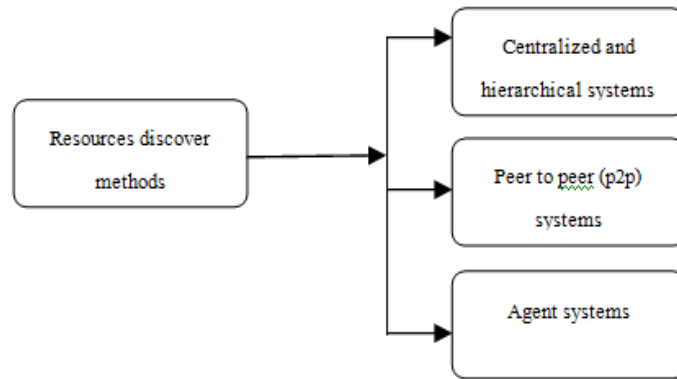 Resources discover
methods
Centralized and
hierarchical systems
Peer to peer (p2p)
systems
Agent systems